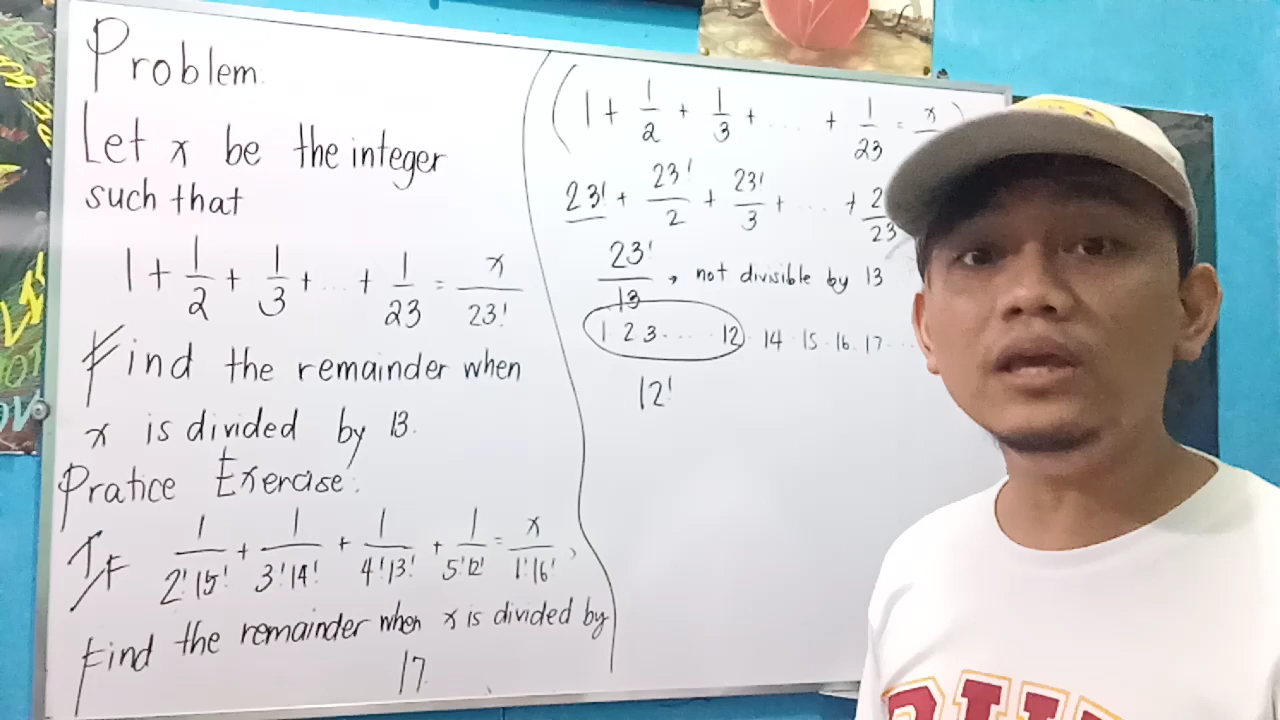 Problem.
Let x be the integer
such that
1 + 1/2 + 1/3 + ... + 1/23 = x/23!
Find the remainder when
x is divided by 13.
Pratice Exercise:
If 1/2!15! + 1/3!14! + 1/4!13! + 1/5!12! = x/1!16!,
Find the remainder when x is divided by
17.
(1 + 1/2 + 1/3 + .... + 1/23 = x/ )
23! + 23!/2 + 23!/3 + ... + 2/23
23!/13, not divisible by 13
1 2 3 ..... 12 · 14 · 15 · 16 · 17 ...
12!